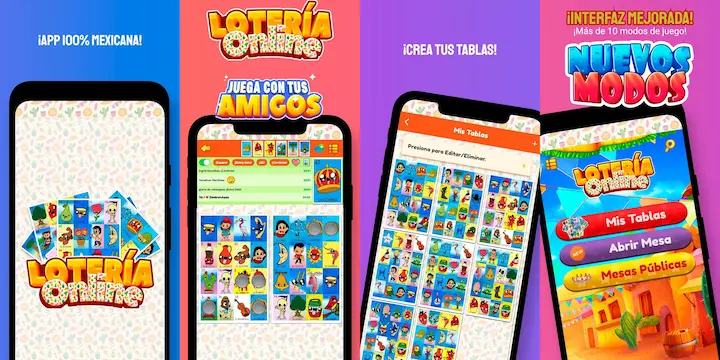 ¡APP 100% MEXICANA!
LOTERÍA
Online
LOTERÍA
Online
JUEGA CON TUS
AMIGOS
¡CREA TUS TABLAS!
Mis Tablas
Presiona para Editar/Eliminar.
¡INTERFAZ MEJORADA!
¡Más de 10 modos de juego!
NUEVOS
MODOS
LOTERÍA
Online
Mis Tablas
Abrir Mesa
Mesas Públicas